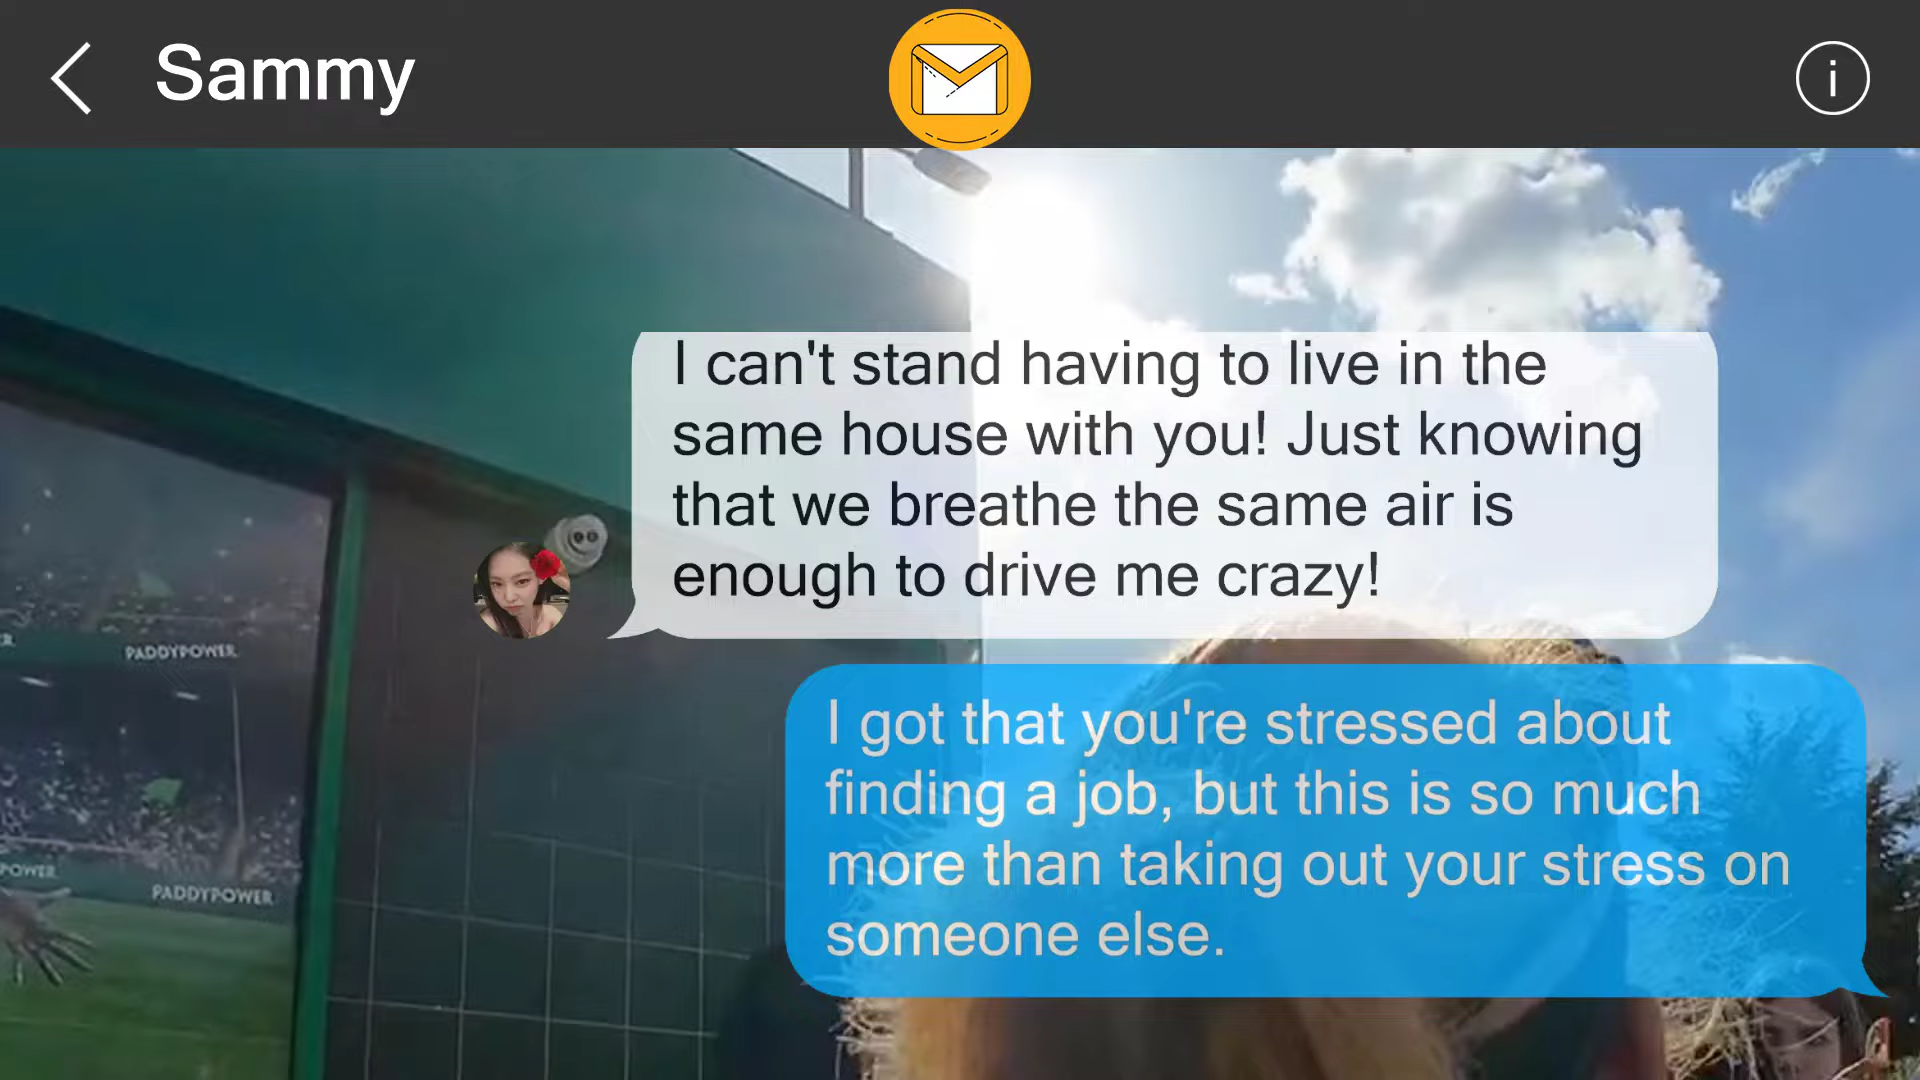 Sammy
i
I can't stand having to live in the
same house with you! Just knowing
that we breathe the same air is
enough to drive me crazy!
I got that you're stressed about
finding a job, but this is so much
more than taking out your stress on
someone else.
PADDYPOWER
POWER
PADDYPOWER